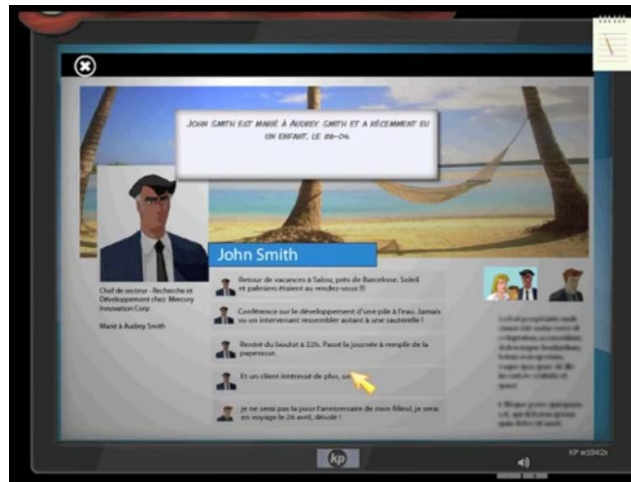 John Smith est marié à Audrey Smith et a récemment eu
un enfant, le 26-04.
John Smith
Chef de secteur - Recherche et
Développement chez Mercury
Innovation Corp
Marié à Audrey Smith
Retour de vacances à Salou, près de Barcelone. Soleil
et palmiers étaient au rendez-vous !!!
Conférence sur le développement d'une pile à l'eau. Jamais
vu un intervenant ressembler autant à une sauterelle !
Rentré du boulot à 22h. Passé la journée à remplir de la
paperasse.
Et un client intéressé de plus, un
je ne serai pas la pour l'anniversaire de mon filleul, je serai
en voyage le 26 avril, désolé !
kp
KP w1942x